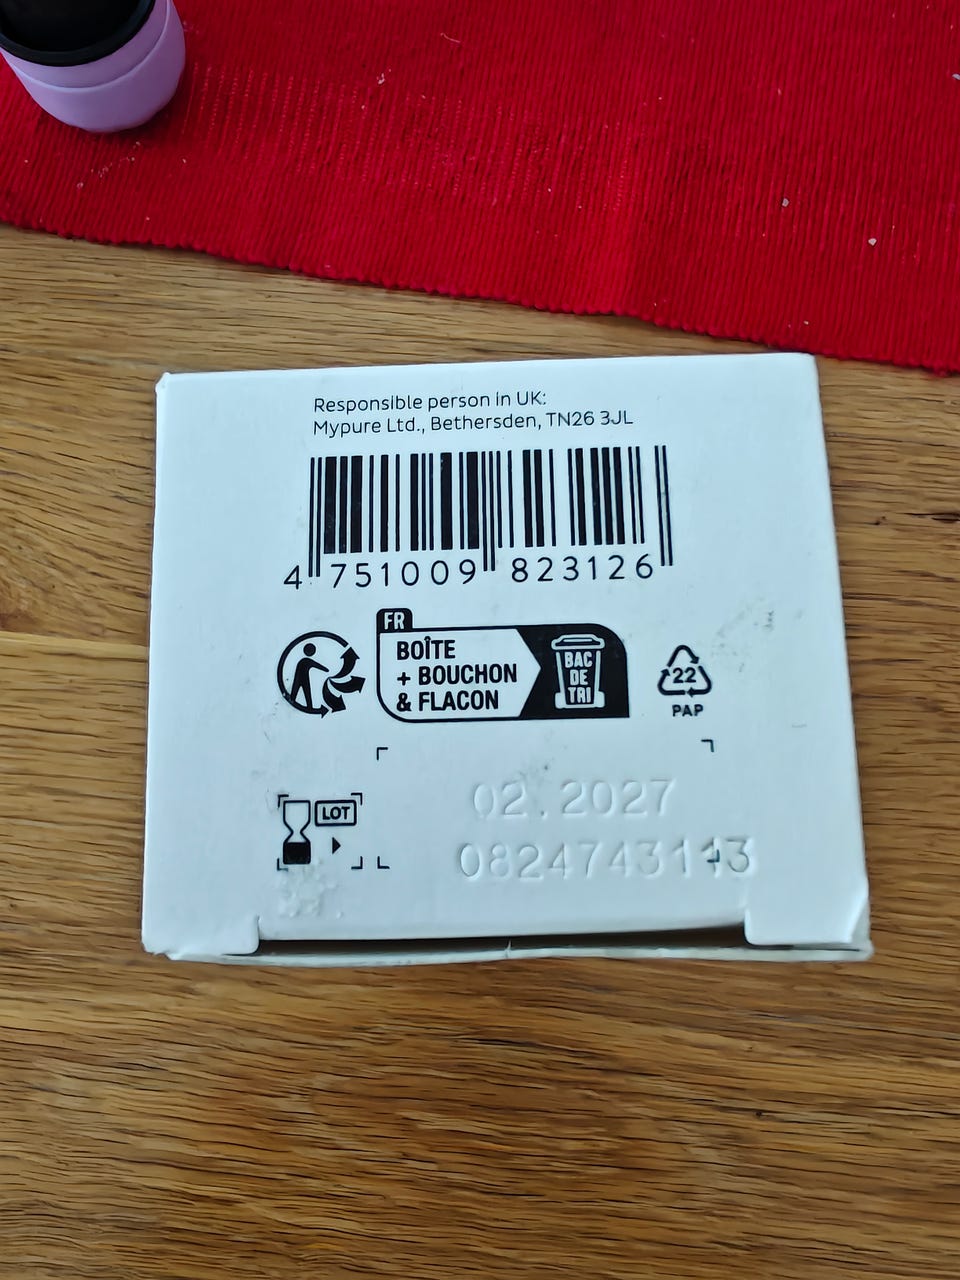 Responsible person in UK:
Mypure Ltd., Bethersden, TN26 3JL
4 751009 823126
FR
BOÎTE
+ BOUCHON
& FLACON
BAC
DE
TRI
22
PAP
LOT
02.2027
0824743113